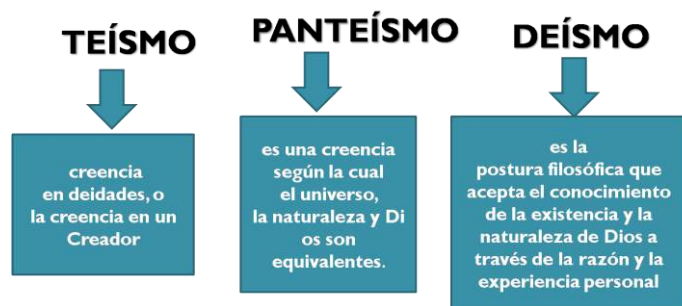 TEÍSMO
creencia
en deidades, o
la creencia en un
Creador
PANTEÍSMO
es una creencia
según la cual
el universo,
la naturaleza y Di
os son
equivalentes.
DEÍSMO
es la
postura filosófica que
acepta el conocimiento
de la existencia y la
naturaleza de Dios a
través de la razón y la
experiencia personal